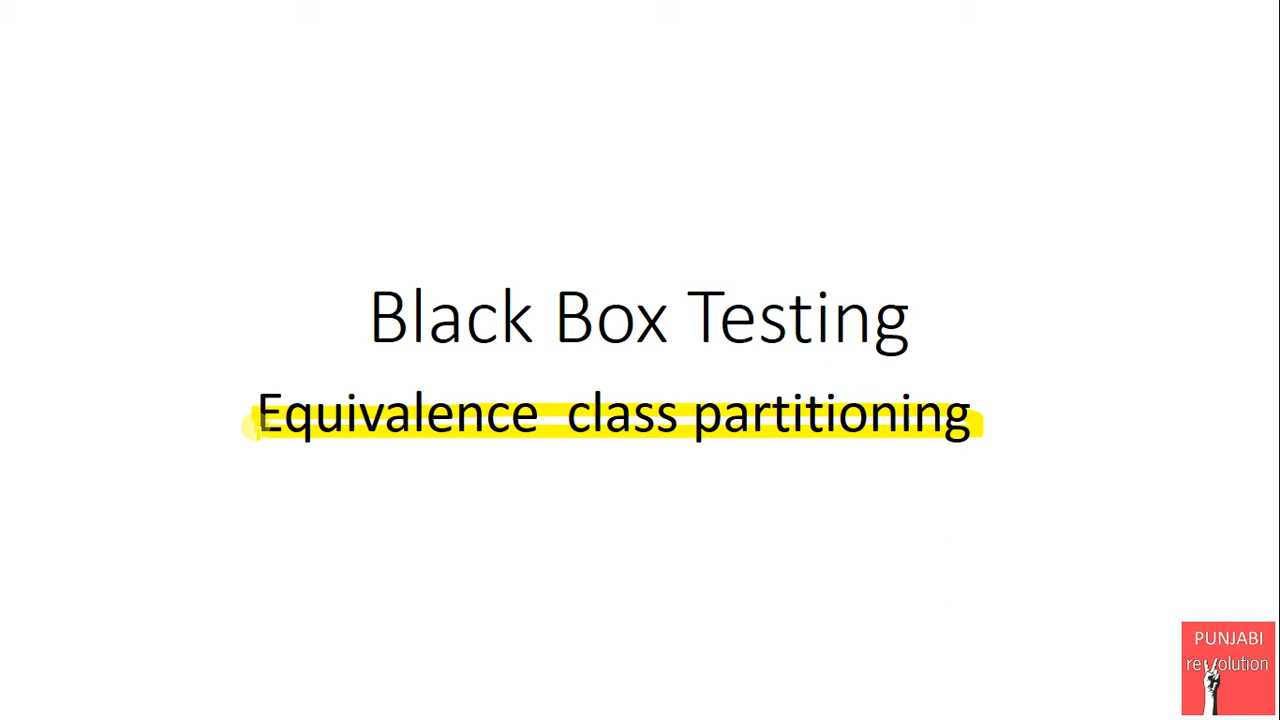 Black Box Testing
Equivalence class partitioning
PUNJABI
revolution